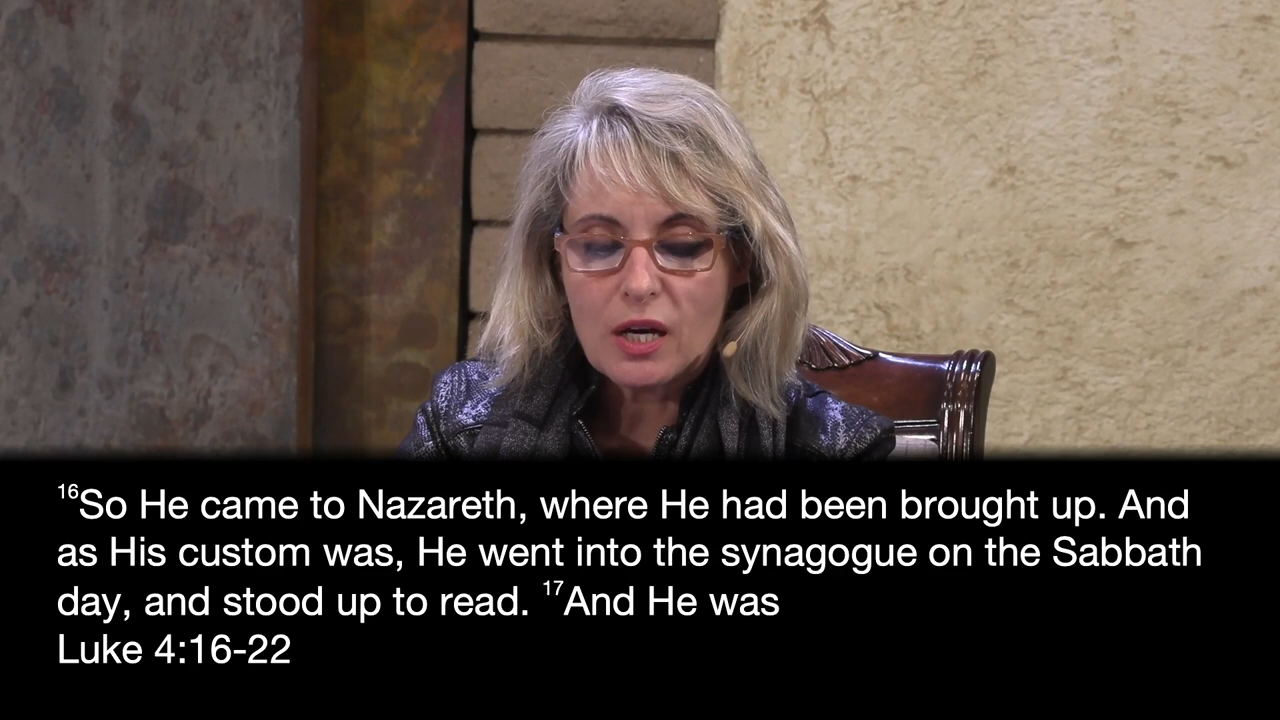 ¹⁶So He came to Nazareth, where He had been brought up. And
as His custom was, He went into the synagogue on the Sabbath
day, and stood up to read. ¹⁷And He was
Luke 4:16-22